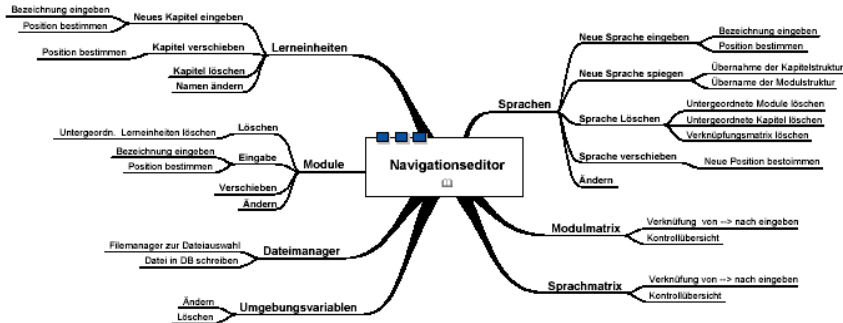 Navigationseditor
Lerneinheiten
Neues Kapitel eingeben
Bezeichnung eingeben
Position bestimmen
Kapitel verschieben
Position bestimmen
Kapitel löschen
Namen ändern
Module
Löschen
Untergeordn. Lerneinheiten löschen
Eingabe
Bezeichnung eingeben
Position bestimmen
Verschieben
Ändern
Dateimanager
Filemanager zur Dateiauswahl
Datei in DB schreiben
Umgebungsvariablen
Ändern
Löschen
Sprachen
Neue Sprache eingeben
Bezeichnung eingeben
Position bestimmen
Neue Sprache spiegen
Übernahme der Kapitelstruktur
Übername der Modulstruktur
Sprache Löschen
Untergeordnete Module löschen
Untergeordnete Kapitel löschen
Verknüpfungsmatrix löschen
Sprache verschieben
Neue Position bestoimmen
Ändern
Modulmatrix
Verknüfung von --> nach eingeben
Kontrollübersicht
Sprachmatrix
Verknüfung von --> nach eingeben
Kontrollübersicht